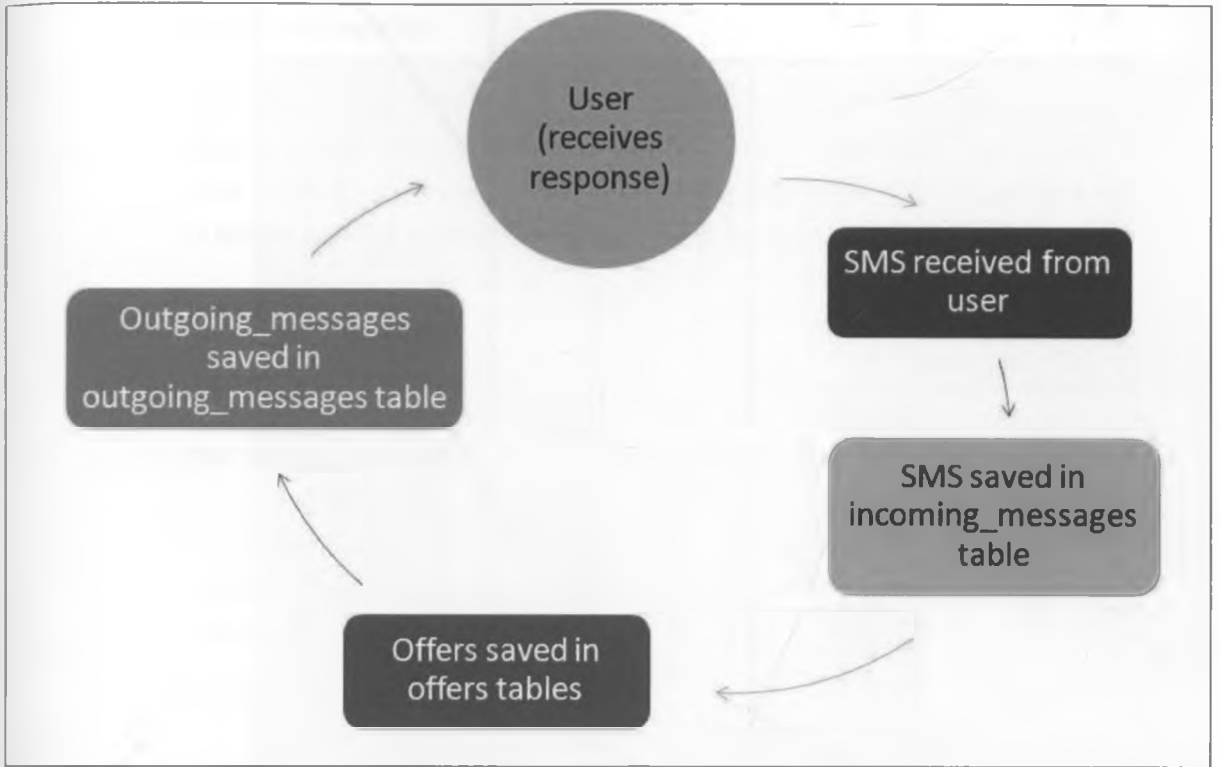 User
(receives
response)
SMS received from
user
SMS saved in
incoming_messages
table
Offers saved in
offers tables
Outgoing_messages
saved in
outgoing_messages table